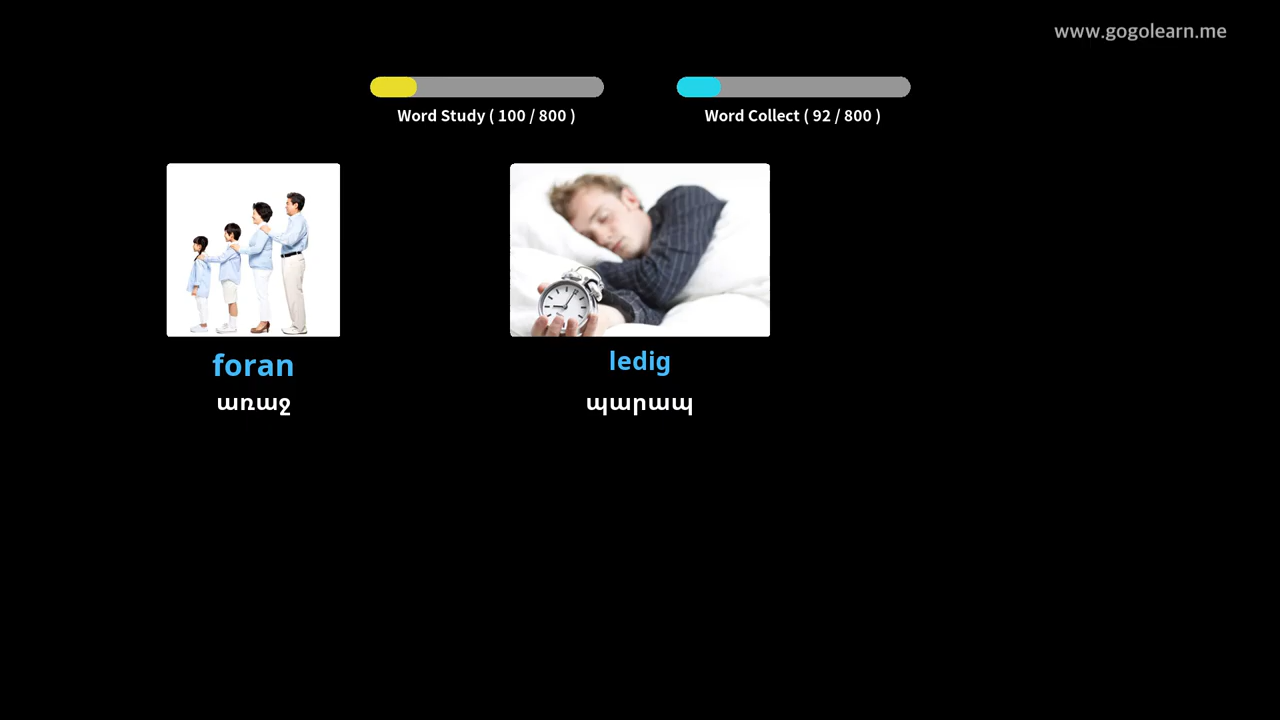 www.gogolearn.me
Word Study ( 100 / 800 )
Word Collect ( 92 / 800 )
foran
ledig
առաջ
պարապ